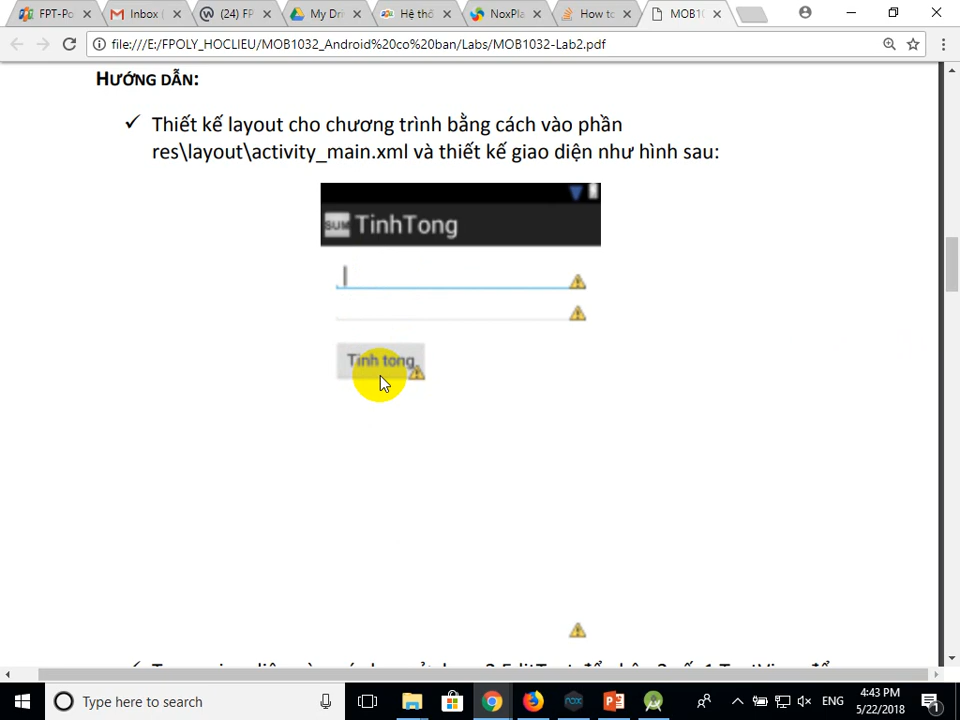 FPT-Po
Inbox (
(24) FP
My Dri
Hệ thố
NoxPla
How to
MOB10
file:///E:/FPOLY_HOCLIEU/MOB1032_Android%20co%20ban/Labs/MOB1032-Lab2.pdf
HƯỚNG DẪN:
✓ Thiết kế layout cho chương trình bằng cách vào phần
res\layout\activity_main.xml và thiết kế giao diện như hình sau:
SUM TinhTong
Tinh tong
Type here to search
ENG
4:43 PM
5/22/2018
1